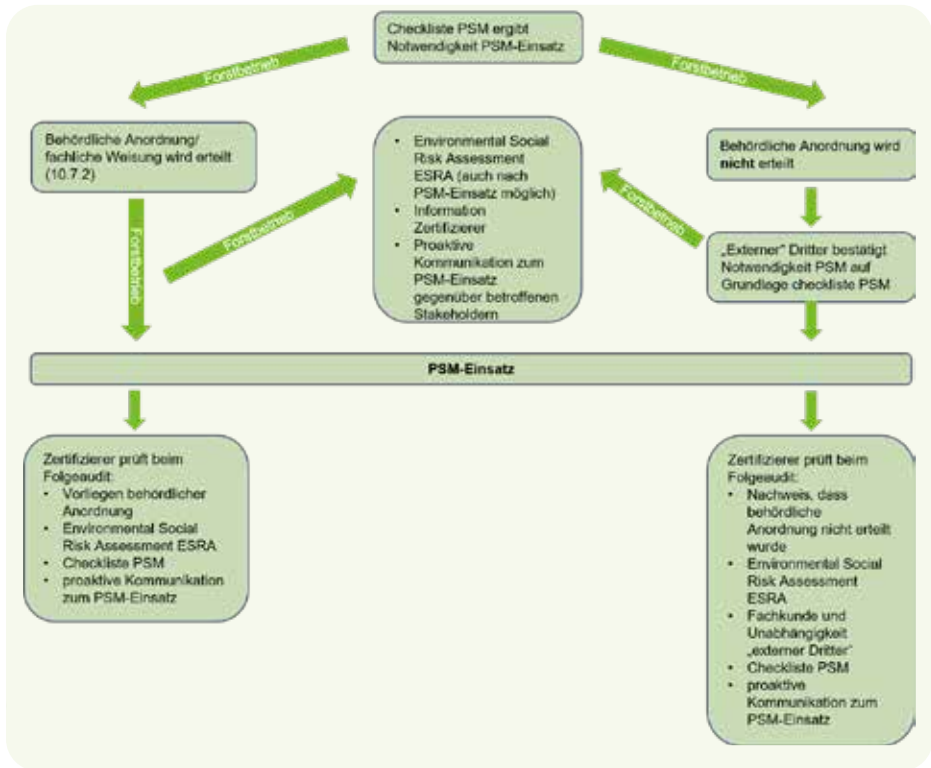 Checkliste PSM ergibt
Notwendigkeit PSM-Einsatz
Forstbetrieb
Forstbetrieb
Behördliche Anordnung/
fachliche Weisung wird erteilt
(10.7.2)
• Environmental Social
Risk Assessment
ESRA (auch nach
PSM-Einsatz möglich)
• Information
Zertifizierer
• Proaktive
Kommunikation zum
PSM-Einsatz
gegenüber betroffenen
Stakeholdern
Behördliche Anordnung wird
nicht erteilt
Forstbetrieb
Forstbetrieb
Forstbetrieb
„Externer" Dritter bestätigt
Notwendigkeit PSM auf
Grundlage checkliste PSM
PSM-Einsatz
Zertifizierer prüft beim
Folgeaudit:
• Vorliegen behördlicher
Anordnung
• Environmental Social
Risk Assessment ESRA
• Checkliste PSM
• proaktive Kommunikation
zum PSM-Einsatz
Zertifizierer prüft beim
Folgeaudit:
• Nachweis, dass
behördliche
Anordnung nicht erteilt
wurde
• Environmental Social
Risk Assessment
ESRA
• Fachkunde und
Unabhängigkeit
„externer Dritter"
• Checkliste PSM
• proaktive
Kommunikation zum
PSM-Einsatz